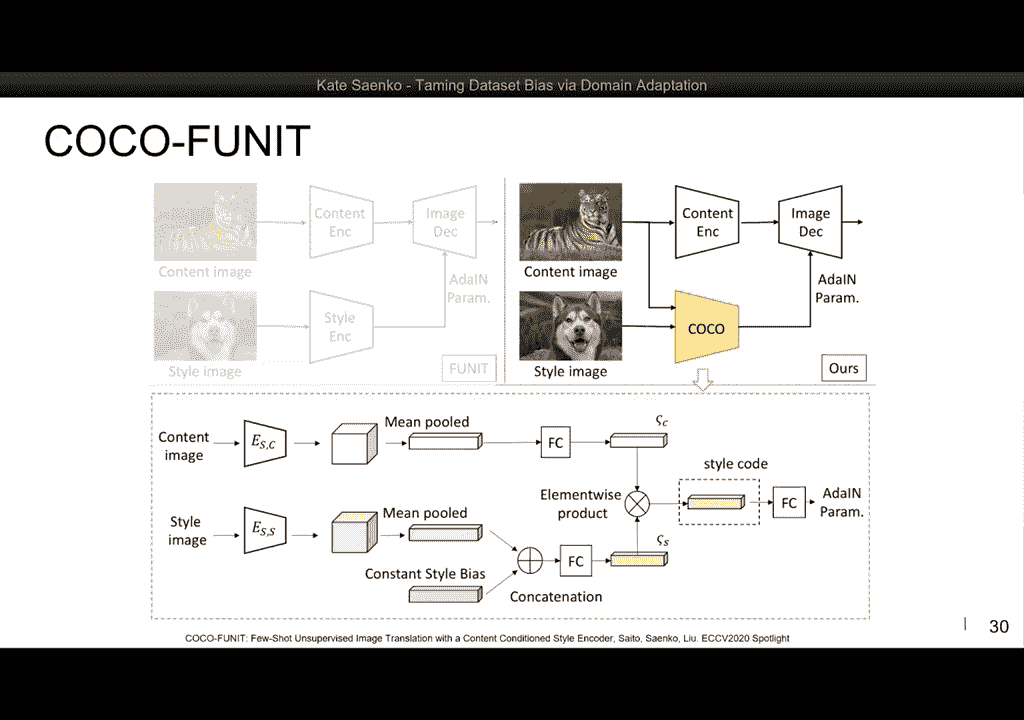 Kate Saenko - Taming Dataset Bias via Domain Adaptation
COCO-FUNIT
Content
Enc
Image
Dec
Content image
AdaIN
Param.
Style
Enc
Style image
FUNIT
Content
Enc
Image
Dec
Content image
AdaIN
Param.
COCO
Style image
Ours
Content
image
E_{S,C}
Mean pooled
FC
ς_c
Elementwise
product
style code
FC
AdaIN
Param.
Style
image
E_{S,S}
Mean pooled
Constant Style Bias
Concatenation
FC
ς_s
COCO-FUNIT: Few-Shot Unsupervised Image Translation with a Content Conditioned Style Encoder, Saito, Saenko, Liu. ECCV2020 Spotlight
30